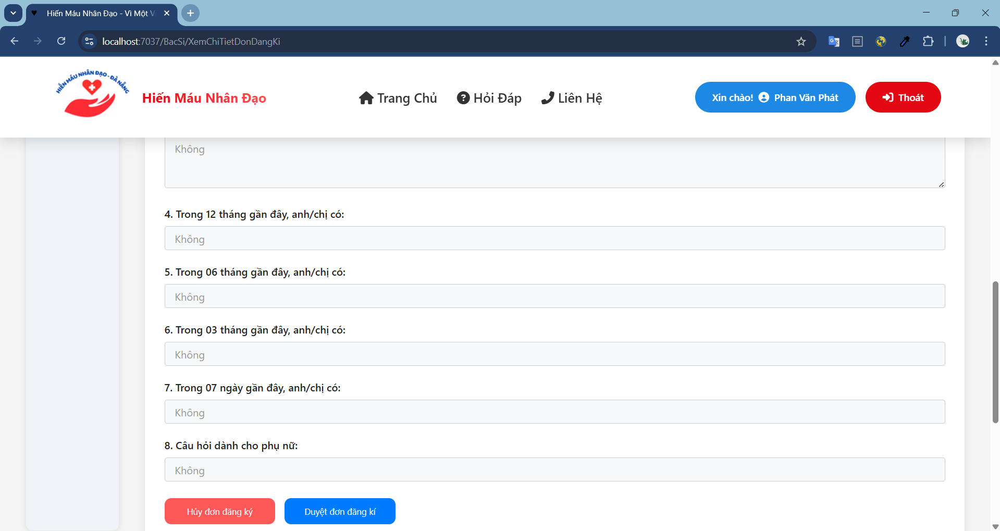 Hiến Máu Nhân Đạo - Vì Một V
localhost:7037/BacSi/XemChiTietDonDangKi
HIẾN MÁU NHÂN ĐẠO - ĐÀ NẴNG
Hiến Máu Nhân Đạo
Trang Chủ
Hỏi Đáp
Liên Hệ
Xin chào! Phan Văn Phát
Thoát
Không
4. Trong 12 tháng gần đây, anh/chị có:
Không
5. Trong 06 tháng gần đây, anh/chị có:
Không
6. Trong 03 tháng gần đây, anh/chị có:
Không
7. Trong 07 ngày gần đây, anh/chị có:
Không
8. Câu hỏi dành cho phụ nữ:
Không
Hủy đơn đăng ký
Duyệt đơn đăng kí